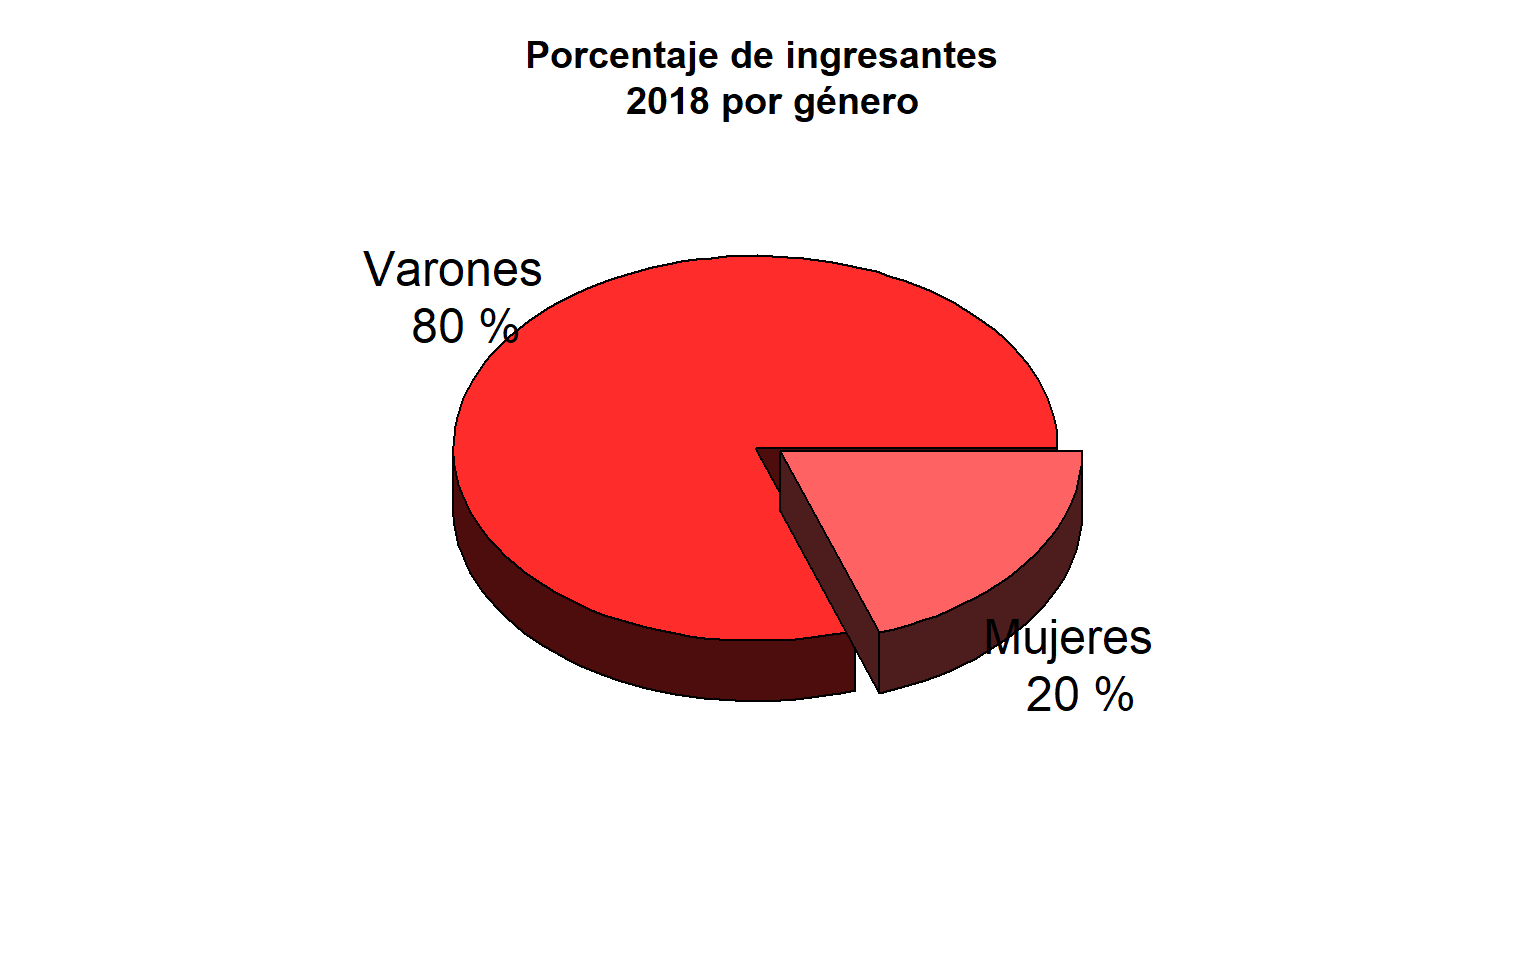 Porcentaje de ingresantes
2018 por género
Varones
80 %
Mujeres
20 %